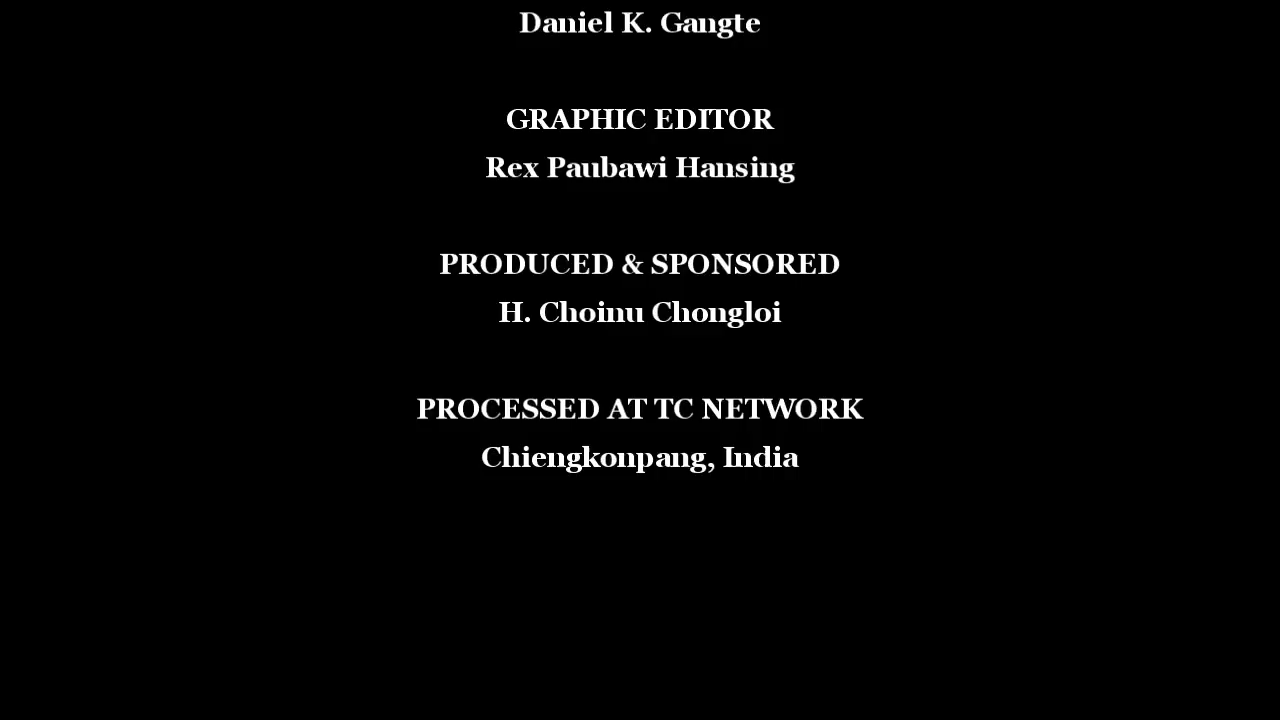 Daniel K. Gangte
GRAPHIC EDITOR
Rex Paubawi Hansing
PRODUCED & SPONSORED
H. Choinu Chongloi
PROCESSED AT TC NETWORK
Chiengkonpang, India